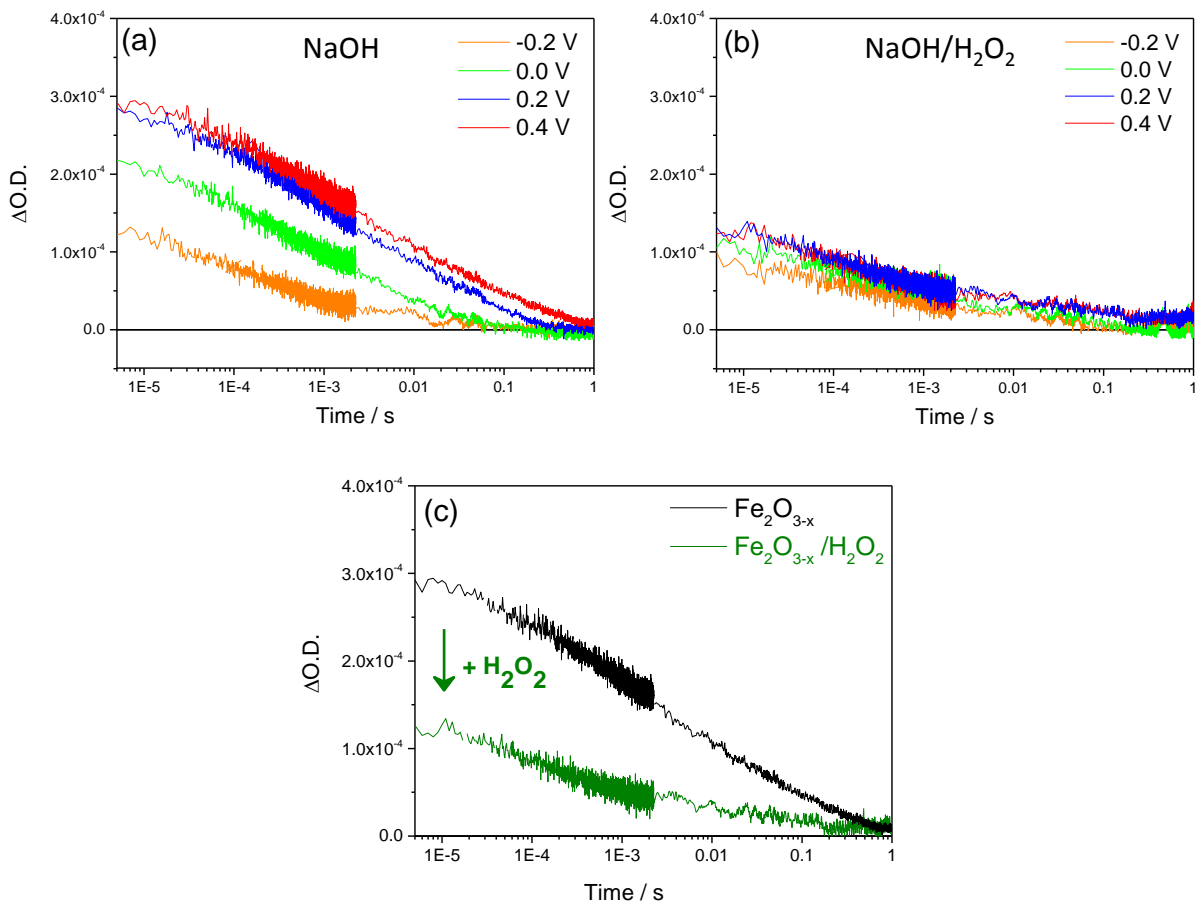 (a)
NaOH
-0.2 V
0.0 V
0.2 V
0.4 V
4.0x10⁻⁴
3.0x10⁻⁴
2.0x10⁻⁴
1.0x10⁻⁴
0.0
ΔO.D.
1E-5 1E-4 1E-3 0.01 0.1 1
Time / s
(b)
NaOH/H₂O₂
-0.2 V
0.0 V
0.2 V
0.4 V
4.0x10⁻⁴
3.0x10⁻⁴
2.0x10⁻⁴
1.0x10⁻⁴
0.0
ΔO.D.
1E-5 1E-4 1E-3 0.01 0.1 1
Time / s
(c)
Fe₂O₃₋ₓ
Fe₂O₃₋ₓ /H₂O₂
+ H₂O₂
4.0x10⁻⁴
3.0x10⁻⁴
2.0x10⁻⁴
1.0x10⁻⁴
0.0
ΔO.D.
1E-5 1E-4 1E-3 0.01 0.1 1
Time / s